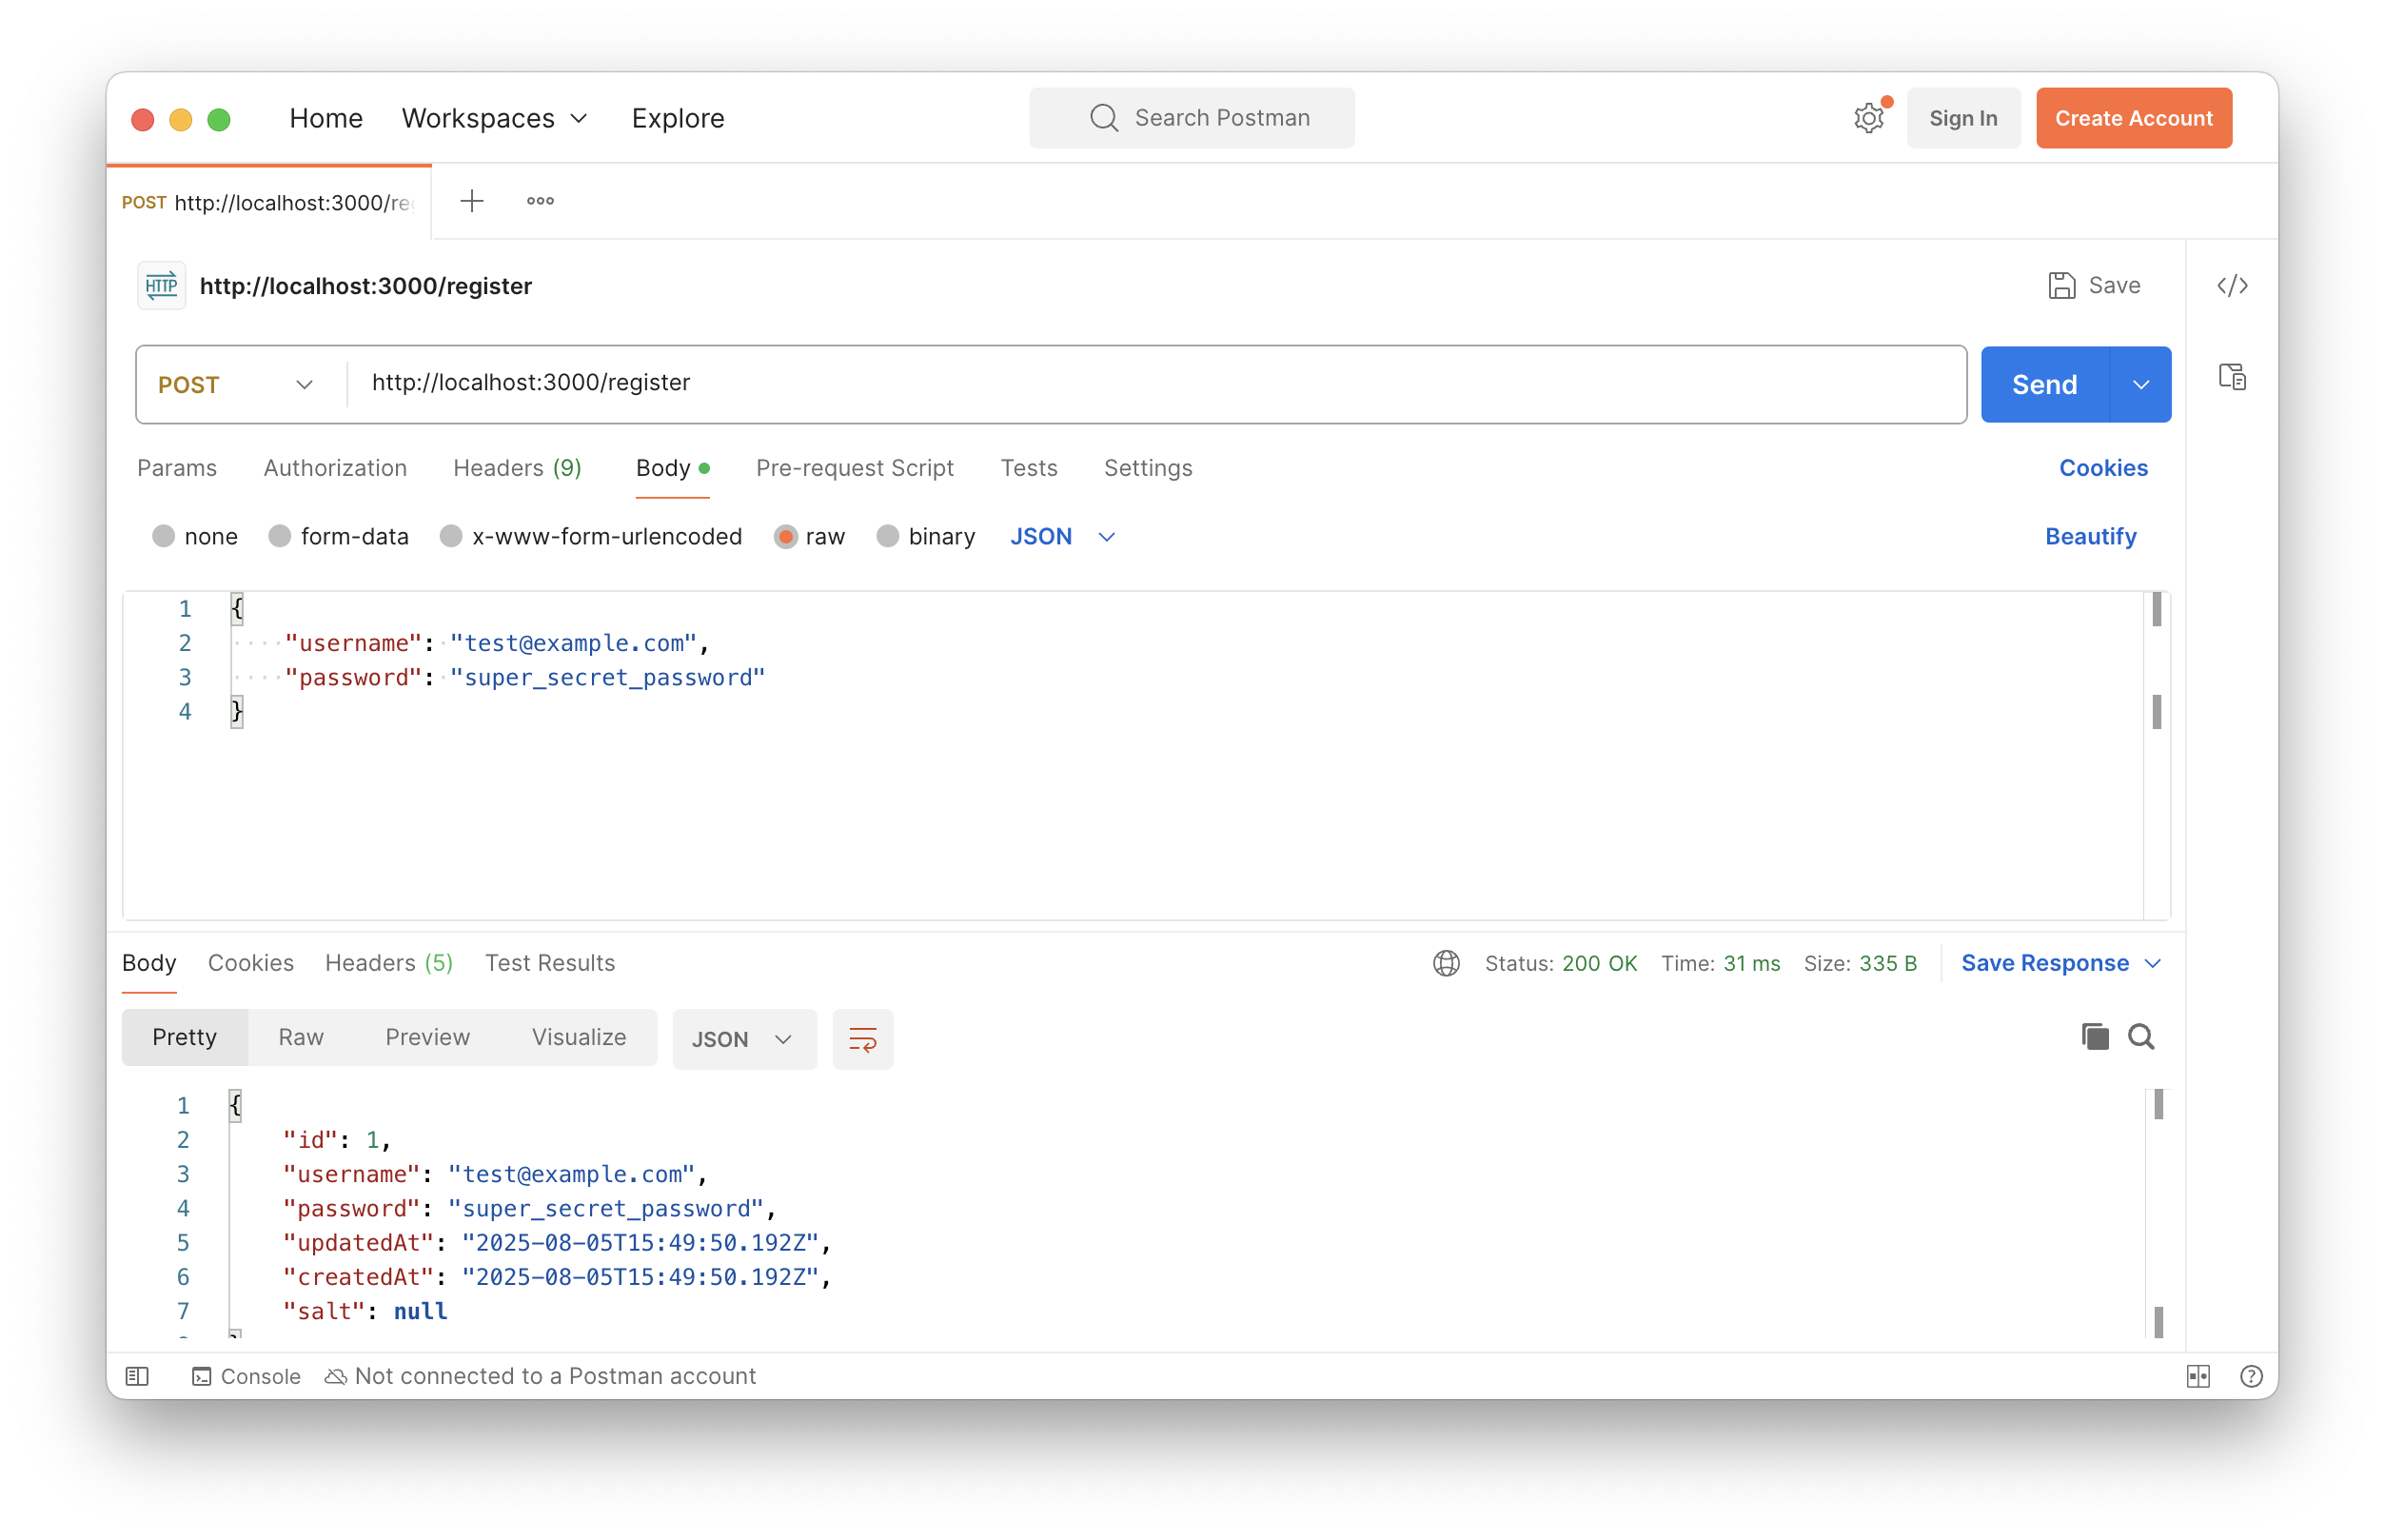 Home Workspaces Explore Search Postman Sign In Create Account
POST http://localhost:3000/re
HTTP http://localhost:3000/register Save
POST http://localhost:3000/register Send
Params Authorization Headers (9) Body Pre-request Script Tests Settings Cookies
none form-data x-www-form-urlencoded raw binary JSON Beautify
1 {
2 "username": "test@example.com",
3 "password": "super_secret_password"
4 }
Body Cookies Headers (5) Test Results Status: 200 OK Time: 31 ms Size: 335 B Save Response
Pretty Raw Preview Visualize JSON
1 {
2 "id": 1,
3 "username": "test@example.com",
4 "password": "super_secret_password",
5 "updatedAt": "2025-08-05T15:49:50.192Z",
6 "createdAt": "2025-08-05T15:49:50.192Z",
7 "salt": null
Console Not connected to a Postman account